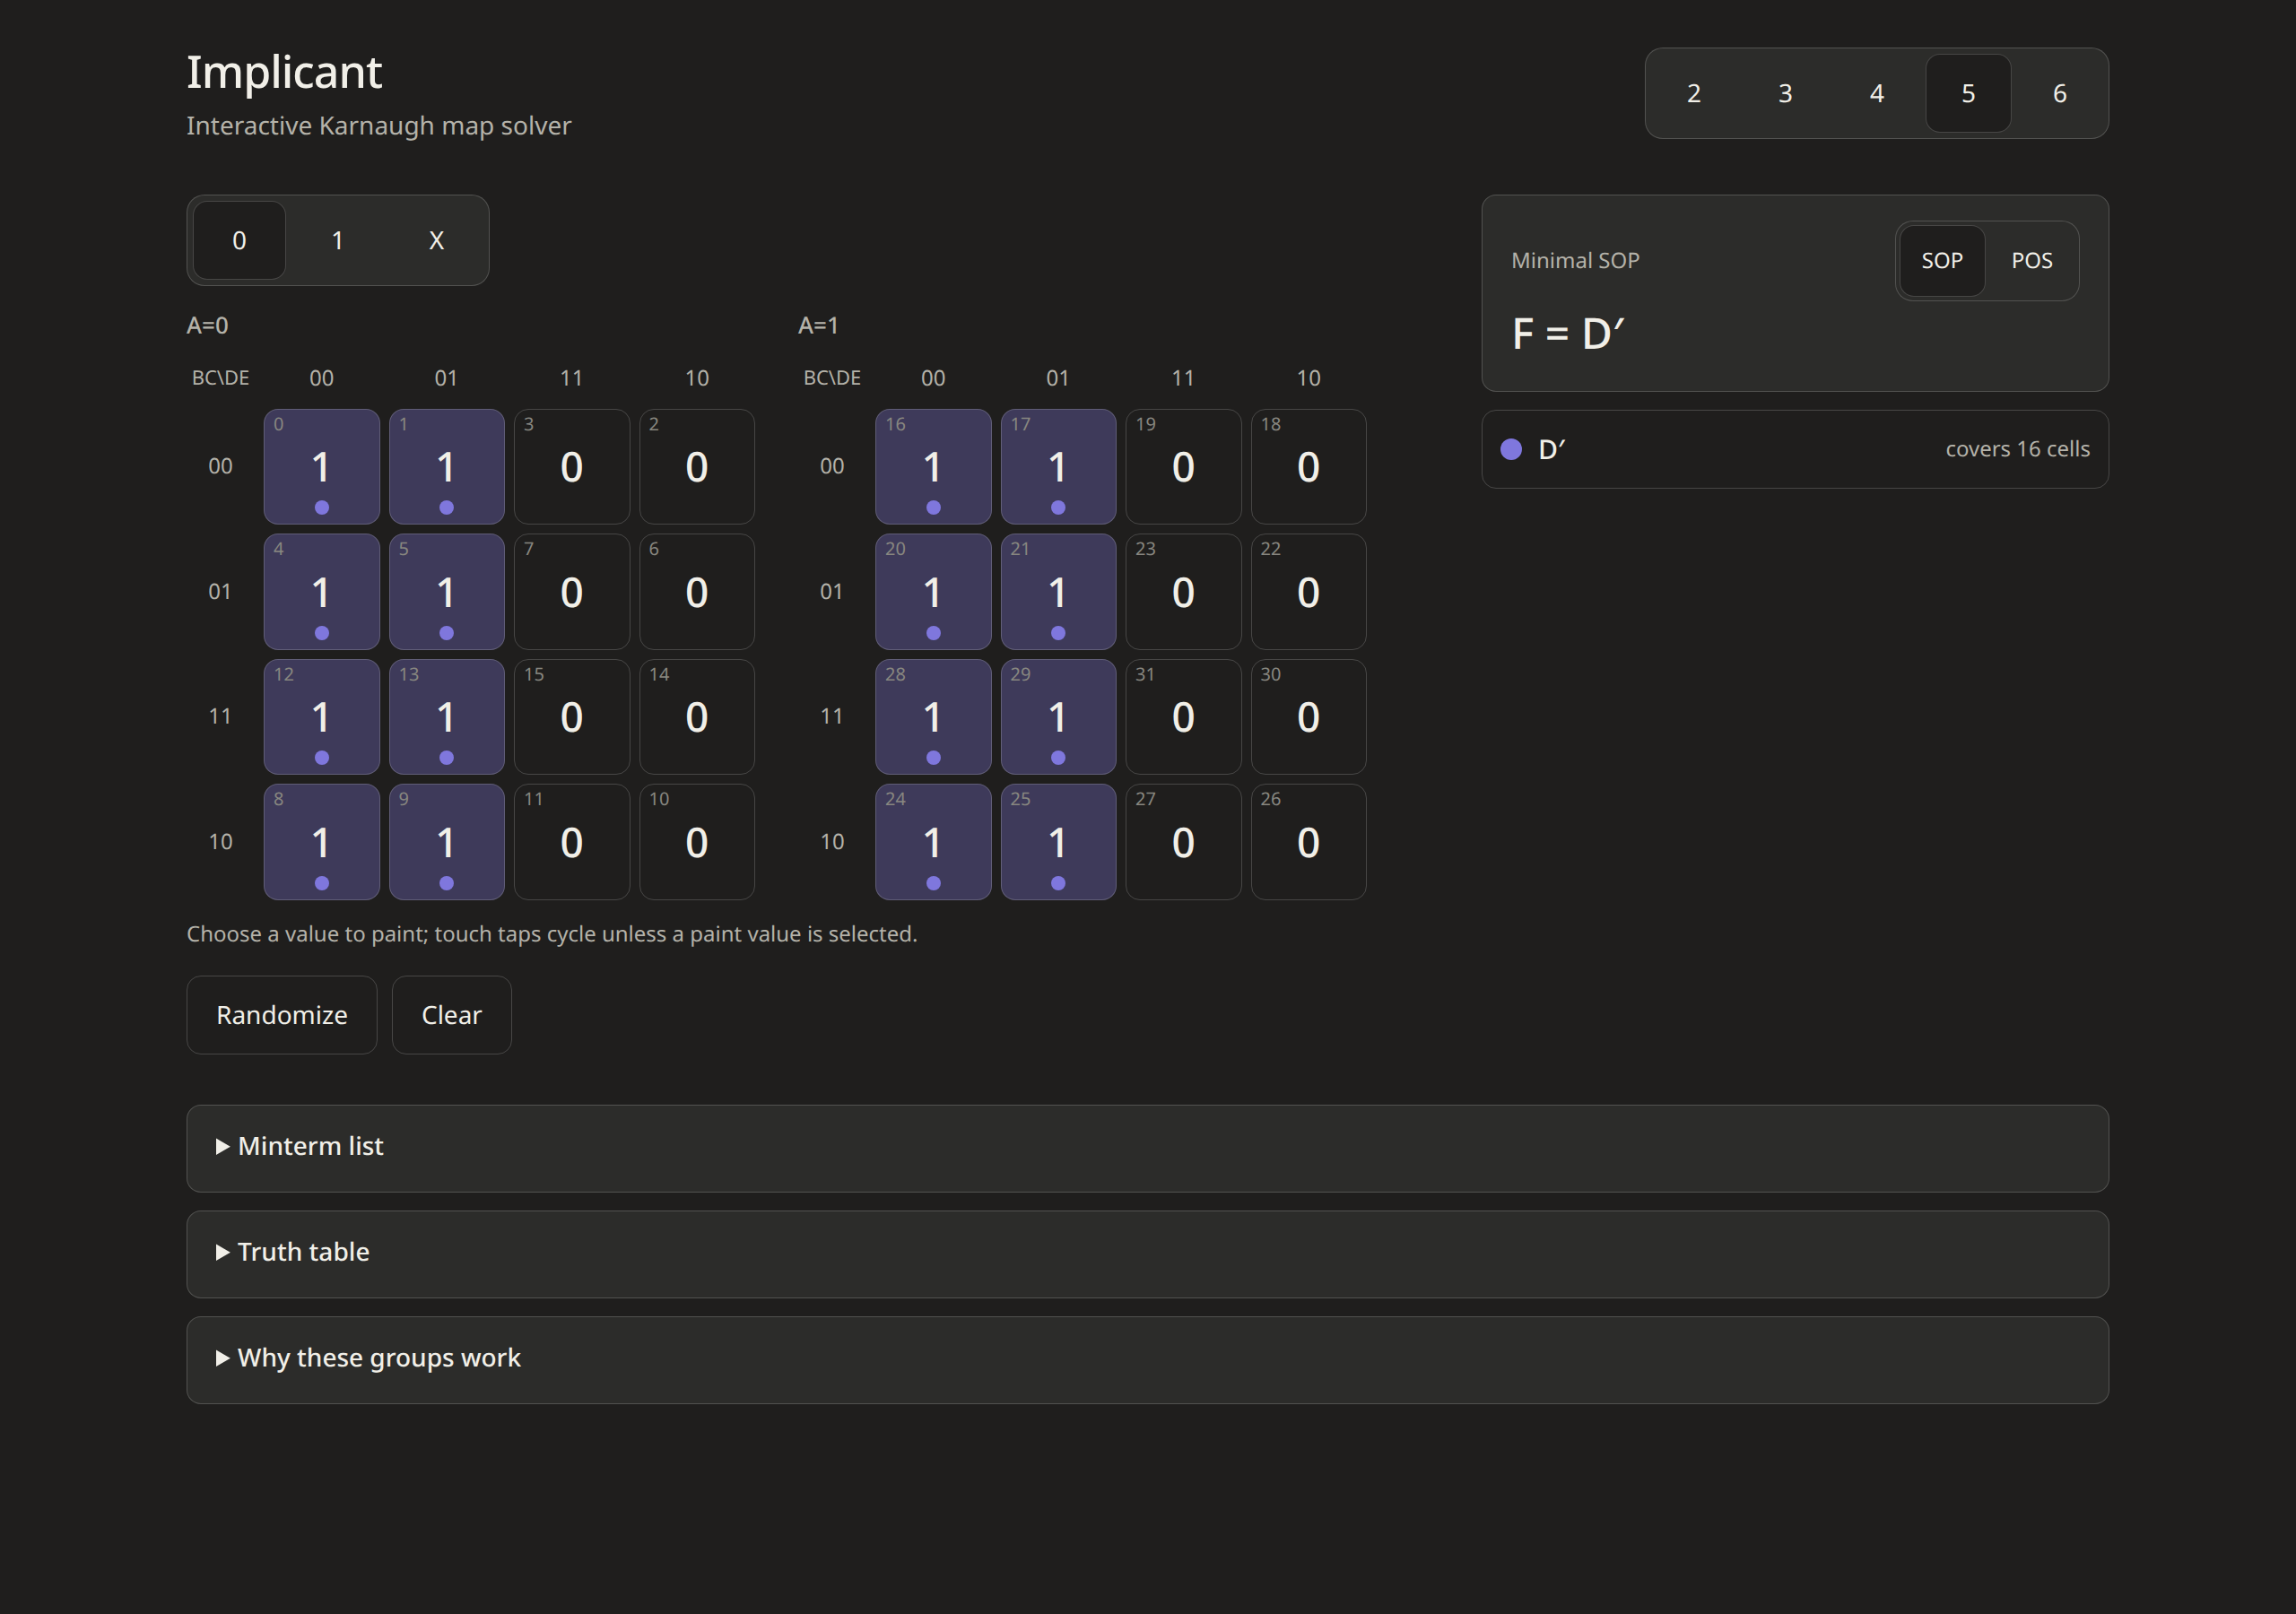 Implicant
Interactive Karnaugh map solver
2 3 4 5 6
0 1 X
A=0
BC\DE 00 01 11 10
0 1 3 2
00 1 1 0 0
4 5 7 6
01 1 1 0 0
12 13 15 14
11 1 1 0 0
8 9 11 10
10 1 1 0 0
A=1
BC\DE 00 01 11 10
16 17 19 18
00 1 1 0 0
20 21 23 22
01 1 1 0 0
28 29 31 30
11 1 1 0 0
24 25 27 26
10 1 1 0 0
Choose a value to paint; touch taps cycle unless a paint value is selected.
Randomize Clear
Minimal SOP SOP POS
F = D′
D′ covers 16 cells
Minterm list
Truth table
Why these groups work